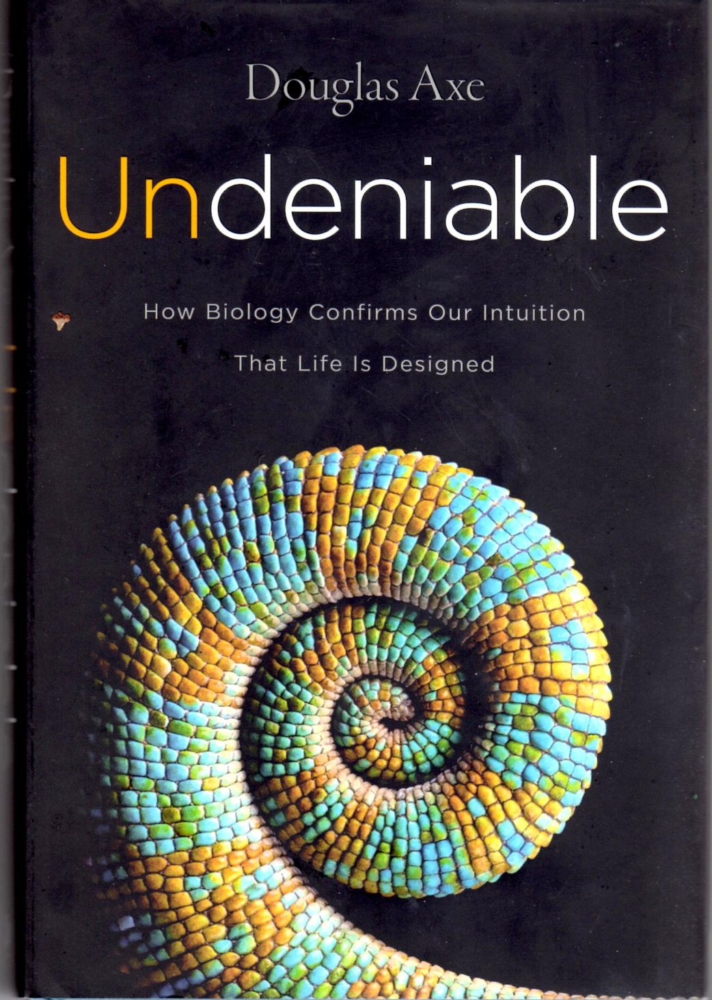 Douglas Axe
Undeniable
How Biology Confirms Our Intuition
That Life Is Designed